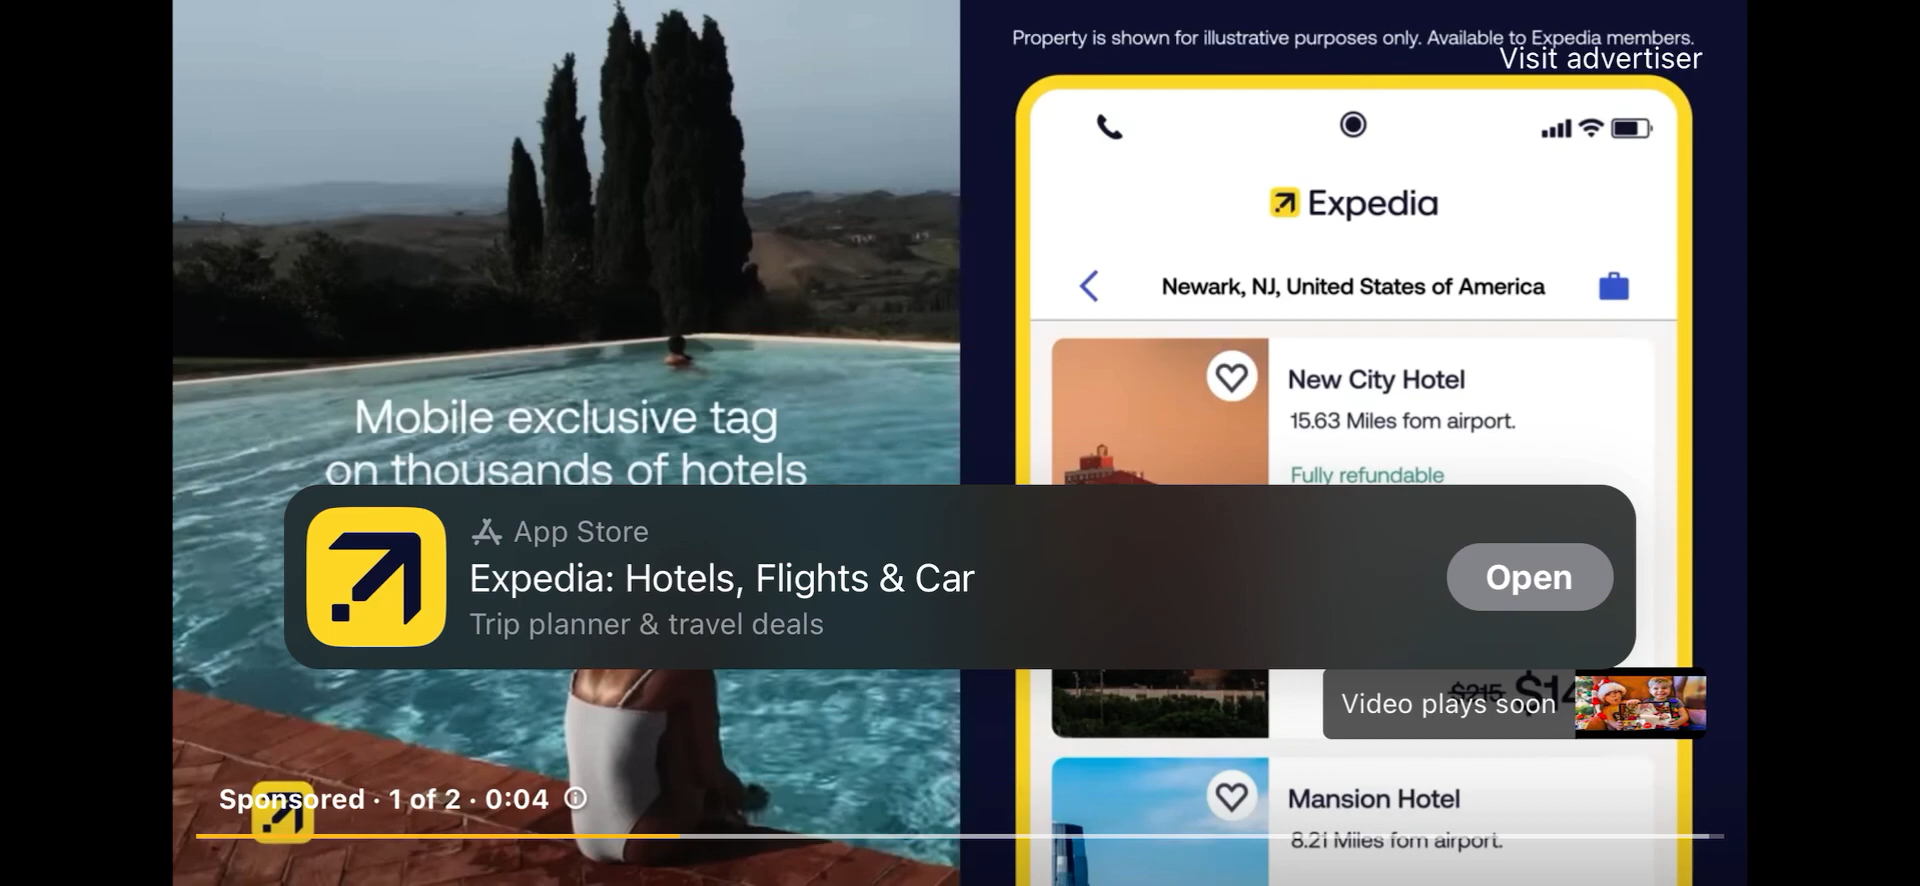 Property is shown for illustrative purposes only. Available to Expedia members.
Visit advertiser
Expedia
Newark, NJ, United States of America
New City Hotel
15.63 Miles fom airport.
Fully refundable
Mobile exclusive tag
on thousands of hotels
App Store
Expedia: Hotels, Flights & Car
Trip planner & travel deals
Open
$215
Video plays soon
Sponsored · 1 of 2 · 0:04
Mansion Hotel
8.21 Miles fom airport.